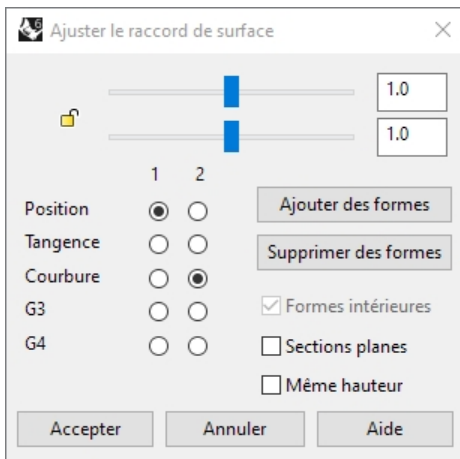 Ajuster le raccord de surface
1.0
1.0
1 2
Position
Tangence
Courbure
G3
G4
Ajouter des formes
Supprimer des formes
Formes intérieures
Sections planes
Même hauteur
Accepter Annuler Aide